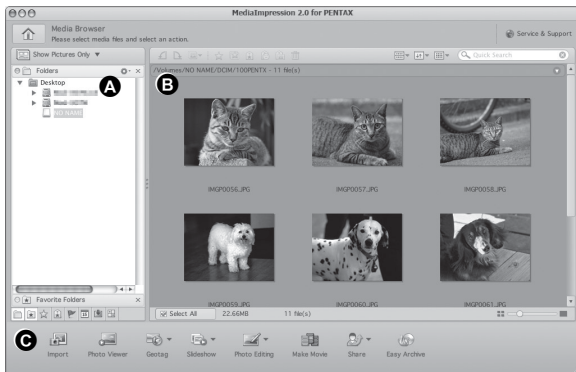 MediaImpression 2.0 for PENTAX
Media Browser
Please select media files and select an action.
Service & Support
Show Pictures Only
Quick Search
Folders
A
B
/Volumes/NO NAME/DCIM/100PENTX - 11 file(s)
Desktop
NO NAME
IMGP0056.JPG
IMGP0057.JPG
IMGP0058.JPG
IMGP0059.JPG
IMGP0060.JPG
IMGP0061.JPG
Favorite Folders
Select All
22.66MB
11 file(s)
C
Import
Photo Viewer
Geotag
Slideshow
Photo Editing
Make Movie
Share
Easy Archive